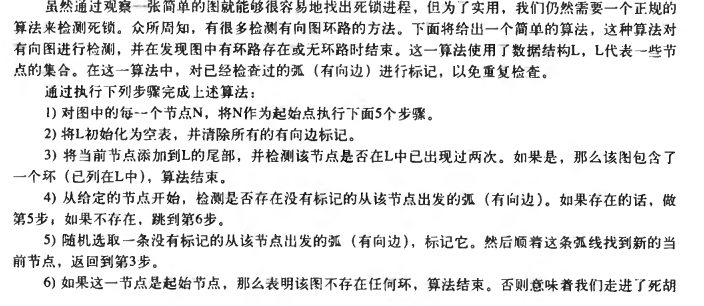 虽然通过观察一张简单的图就能够很容易地找出死锁进程，但为了实用，我们仍然需要一个正规的
算法来检测死锁。众所周知，有很多检测有向图环路的方法。下面将给出一个简单的算法，这种算法对
有向图进行检测，并在发现图中有环路存在或无环路时结束。这一算法使用了数据结构L，L代表一些节
点的集合。在这一算法中，对已经检查过的弧（有向边）进行标记，以免重复检查。
通过执行下列步骤完成上述算法：
1) 对图中的每一个节点N，将N作为起始点执行下面5个步骤。
2) 将L初始化为空表，并清除所有的有向边标记。
3) 将当前节点添加到L的尾部，并检测该节点是否在L中已出现过两次。如果是，那么该图包含了
一个环（已列在L中），算法结束。
4) 从给定的节点开始，检测是否存在没有标记的从该节点出发的弧（有向边）。如果存在的话，做
第5步；如果不存在，跳到第6步。
5) 随机选取一条没有标记的从该节点出发的弧（有向边），标记它。然后顺着这条弧线找到新的当
前节点，返回到第3步。
6) 如果这一节点是起始节点，那么表明该图不存在任何环，算法结束。否则意味着我们走进了死胡